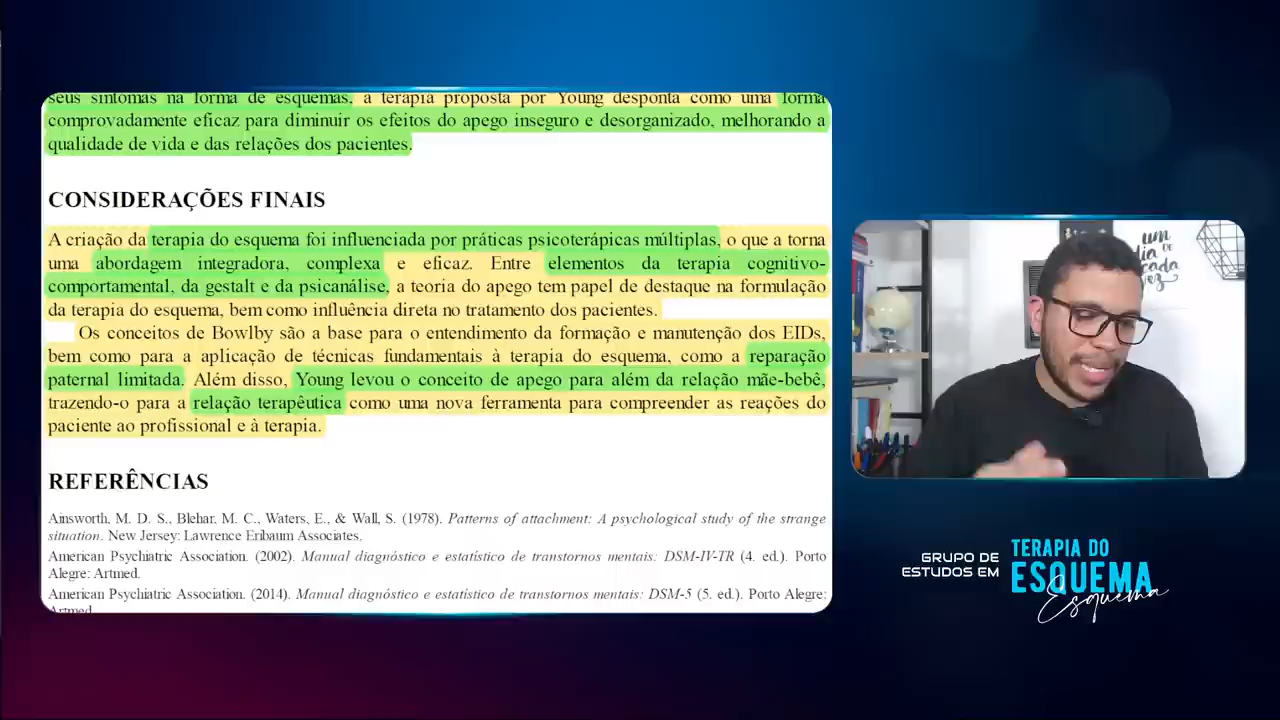 seus sintomas na forma de esquemas, a terapia proposta por Young desponta como uma forma
comprovadamente eficaz para diminuir os efeitos do apego inseguro e desorganizado, melhorando a
qualidade de vida e das relações dos pacientes.
CONSIDERAÇÕES FINAIS
A criação da terapia do esquema foi influenciada por práticas psicoterápicas múltiplas, o que a torna
uma abordagem integradora, complexa e eficaz. Entre elementos da terapia cognitivo-
comportamental, da gestalt e da psicanálise, a teoria do apego tem papel de destaque na formulação
da terapia do esquema, bem como influência direta no tratamento dos pacientes.
Os conceitos de Bowlby são a base para o entendimento da formação e manutenção dos EIDs,
bem como para a aplicação de técnicas fundamentais à terapia do esquema, como a reparação
paternal limitada. Além disso, Young levou o conceito de apego para além da relação mãe-bebê,
trazendo-o para a relação terapêutica como uma nova ferramenta para compreender as reações do
paciente ao profissional e à terapia.
REFERÊNCIAS
Ainsworth, M. D. S., Blehar, M. C., Waters, E., & Wall, S. (1978). Patterns of attachment: A psychological study of the strange
situation. New Jersey: Lawrence Eribaum Associates.
American Psychiatric Association. (2002). Manual diagnóstico e estatístico de transtornos mentais: DSM-IV-TR (4. ed.). Porto
Alegre: Artmed.
American Psychiatric Association. (2014). Manual diagnóstico e estatístico de transtornos mentais: DSM-5 (5. ed.). Porto Alegre:
Artmed.
um
dia DE
cada
vez
GRUPO DE
ESTUDOS EM
TERAPIA DO
ESQUEMA
Esquema